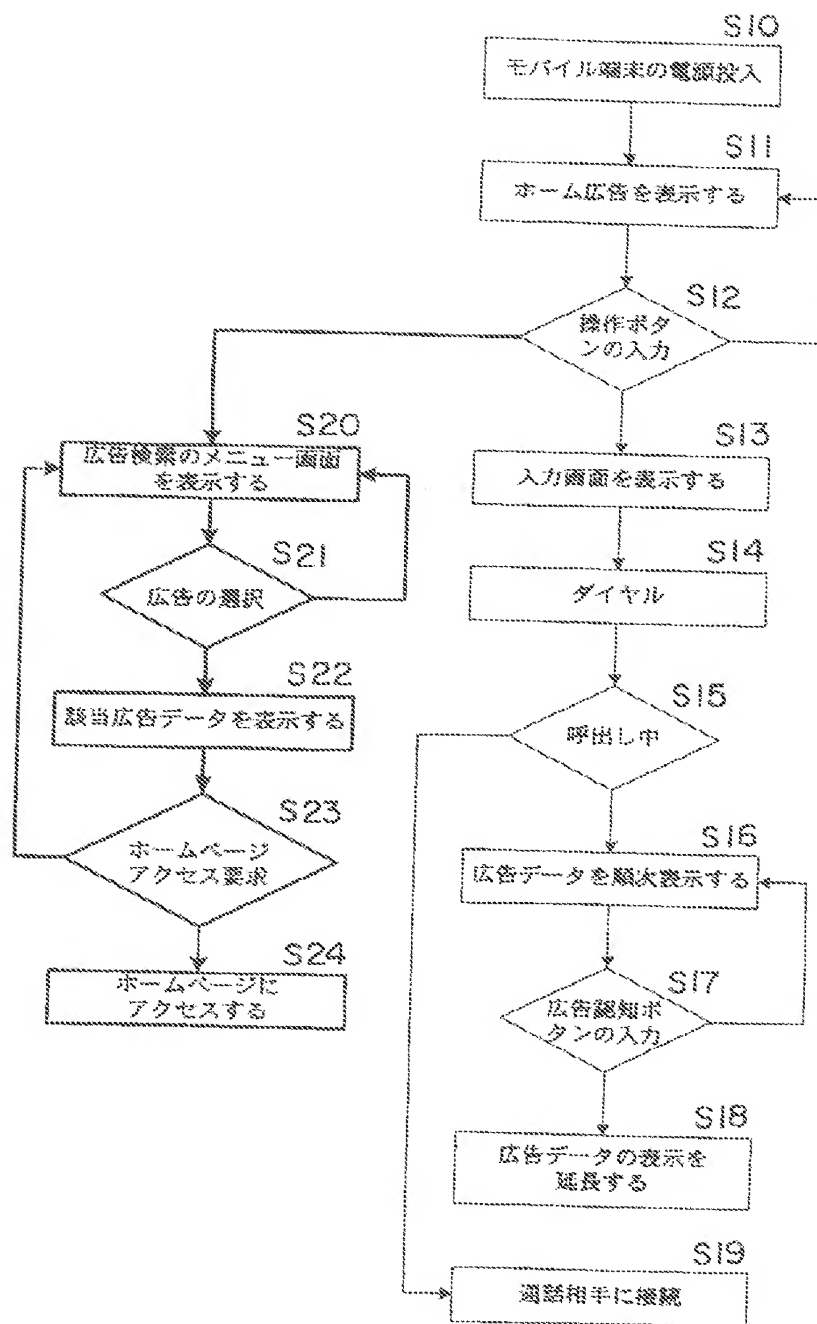 S10
モバイル端末の電源投入
S11
ホーム広告を表示する
S12
操作ボタ
ンの入力
S13
入力画面を表示する
S14
ダイヤル
S15
呼出し中
S16
広告データを順次表示する
S17
広告認知ボ
タンの入力
S18
広告データの表示を
延長する
S19
通話相手に接続
S20
広告検索のメニュー画面
を表示する
S21
広告の選択
S22
該当広告データを表示する
S23
ホームページ
アクセス要求
S24
ホームページに
アクセスする